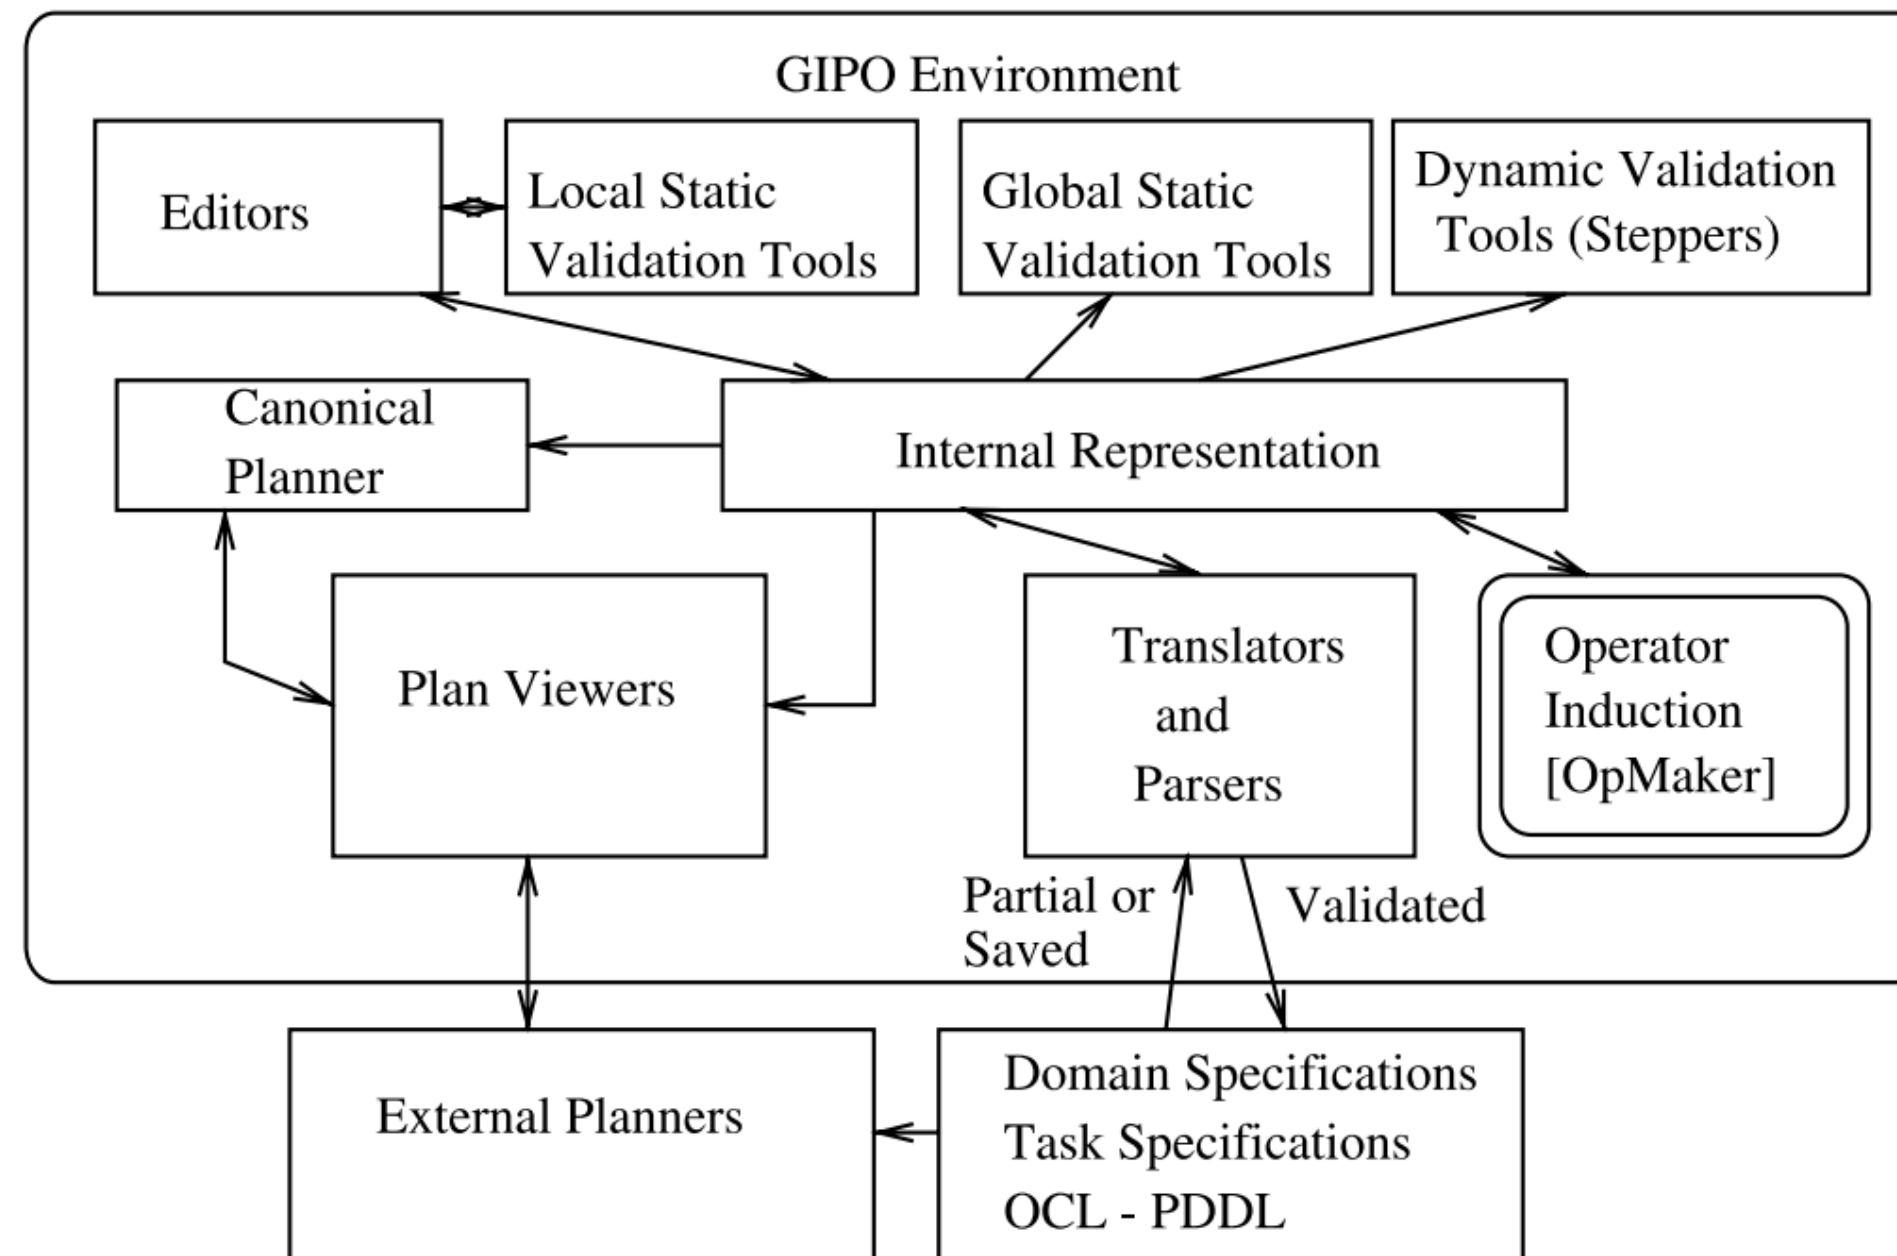 GIPO Environment
Editors
Local Static
Validation Tools
Global Static
Validation Tools
Dynamic Validation
Tools (Steppers)
Canonical
Planner
Internal Representation
Plan Viewers
Translators
and
Parsers
Operator
Induction
[OpMaker]
Partial or
Saved
Validated
External Planners
Domain Specifications
Task Specifications
OCL - PDDL